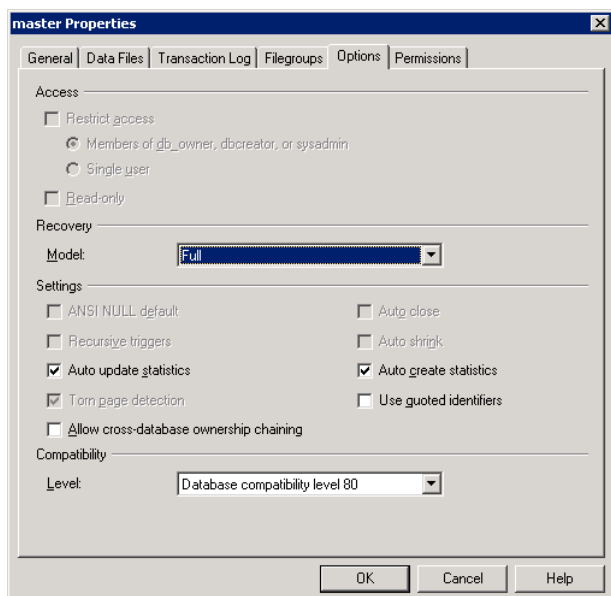 master Properties
General Data Files Transaction Log Filegroups Options Permissions
Access
Restrict access
Members of db_owner, dbcreator, or sysadmin
Single user
Read-only
Recovery
Model: Full
Settings
ANSI NULL default Auto close
Recursive triggers Auto shrink
Auto update statistics Auto create statistics
Torn page detection Use quoted identifiers
Allow cross-database ownership chaining
Compatibility
Level: Database compatibility level 80
OK Cancel Help